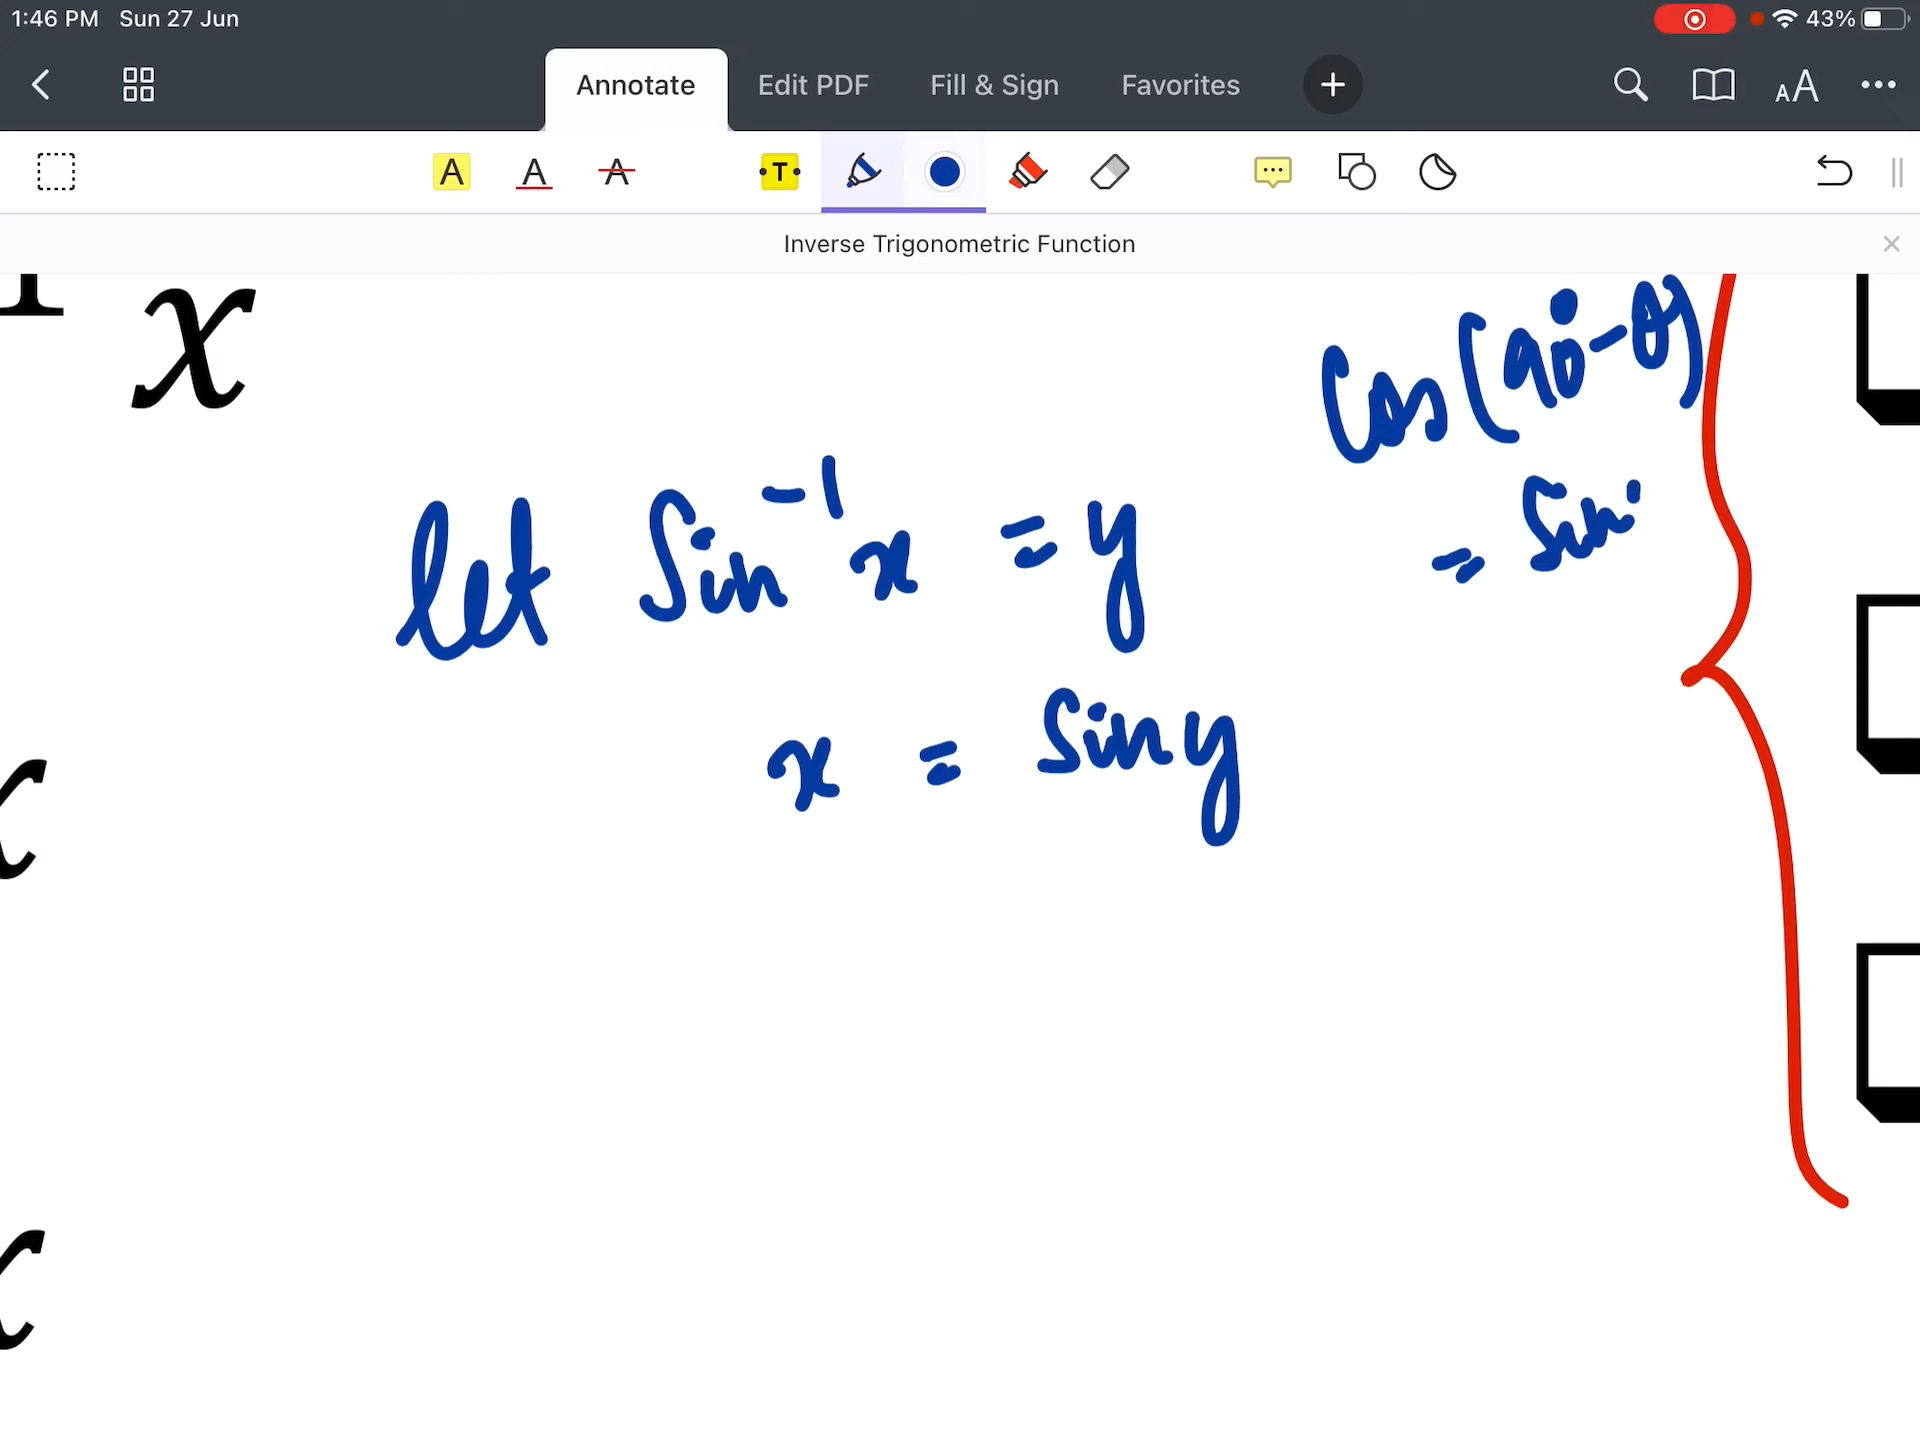 1:46 PM Sun 27 Jun 43%
Annotate Edit PDF Fill & Sign Favorites
Inverse Trigonometric Function
x
cos(90°-θ)
= Sin
let Sin⁻¹ x = y
x = Sin y